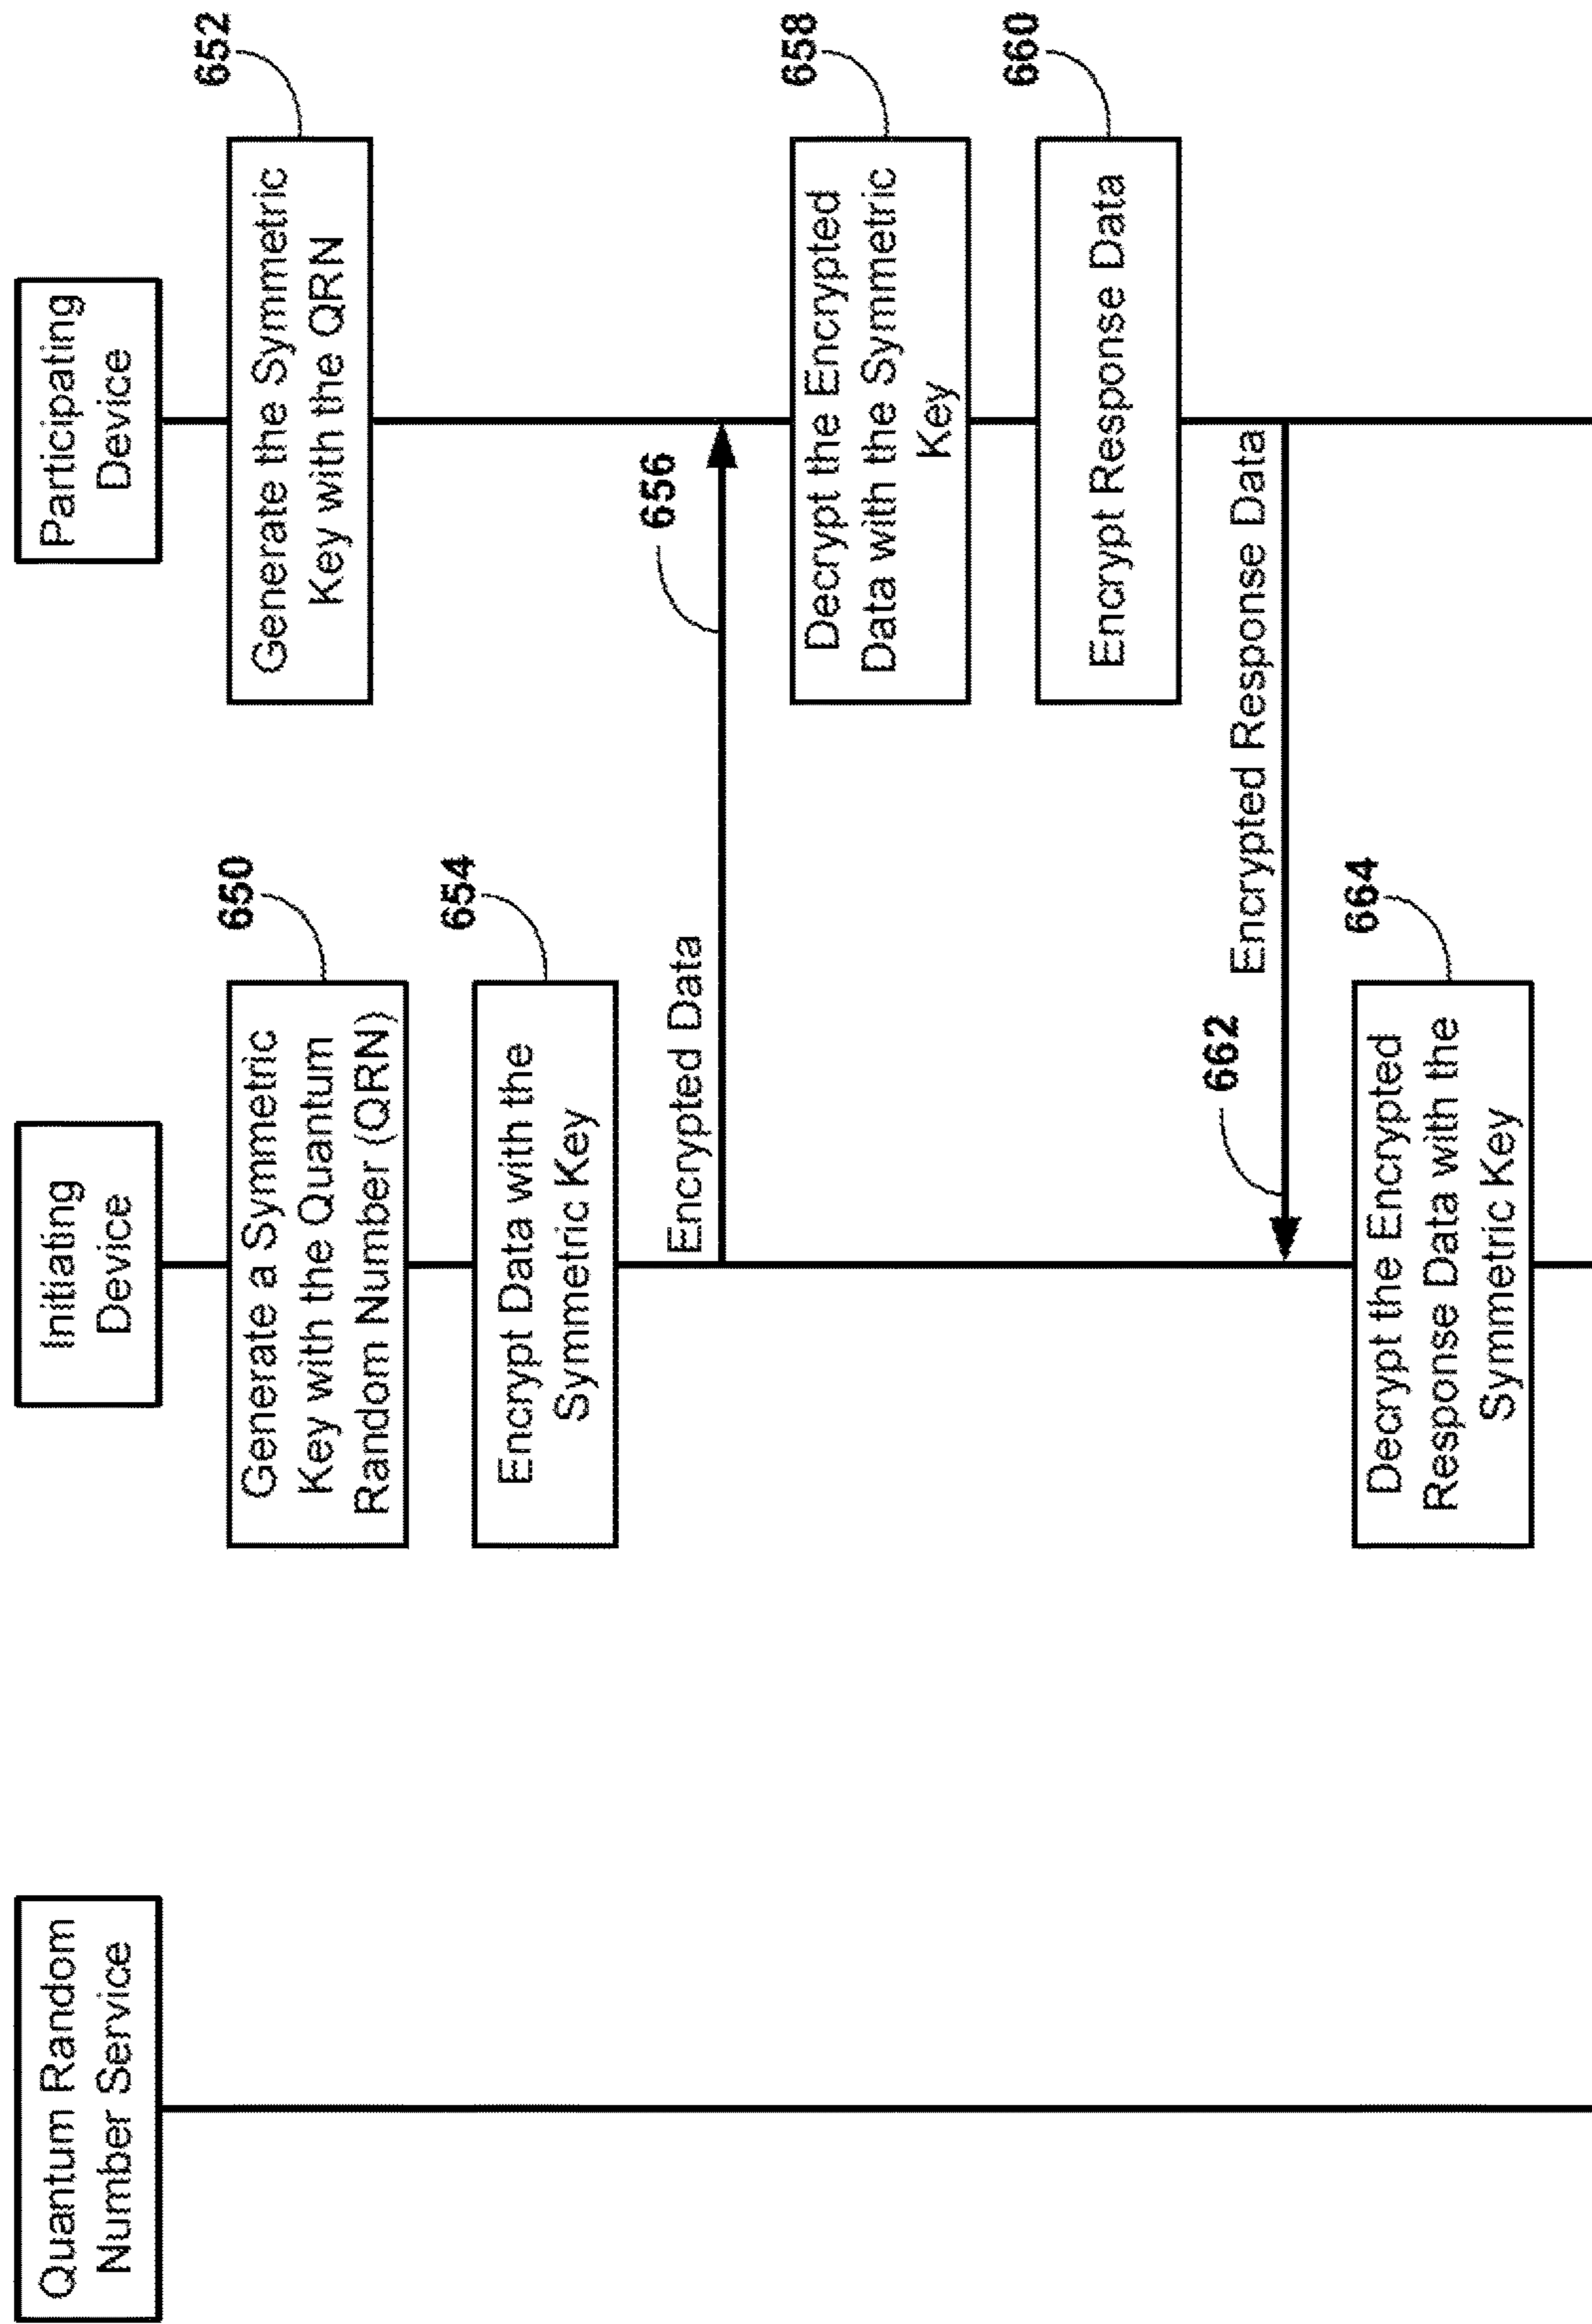 Quantum Random
Number Service
Initiating
Device
Participating
Device
650
Generate a Symmetric
Key with the Quantum
Random Number (QRN)
652
Generate the Symmetric
Key with the QRN
654
Encrypt Data with the
Symmetric Key
Encrypted Data
656
658
Decrypt the Encrypted
Data with the Symmetric
Key
660
Encrypt Response Data
662
Encrypted Response Data
664
Decrypt the Encrypted
Response Data with the
Symmetric Key